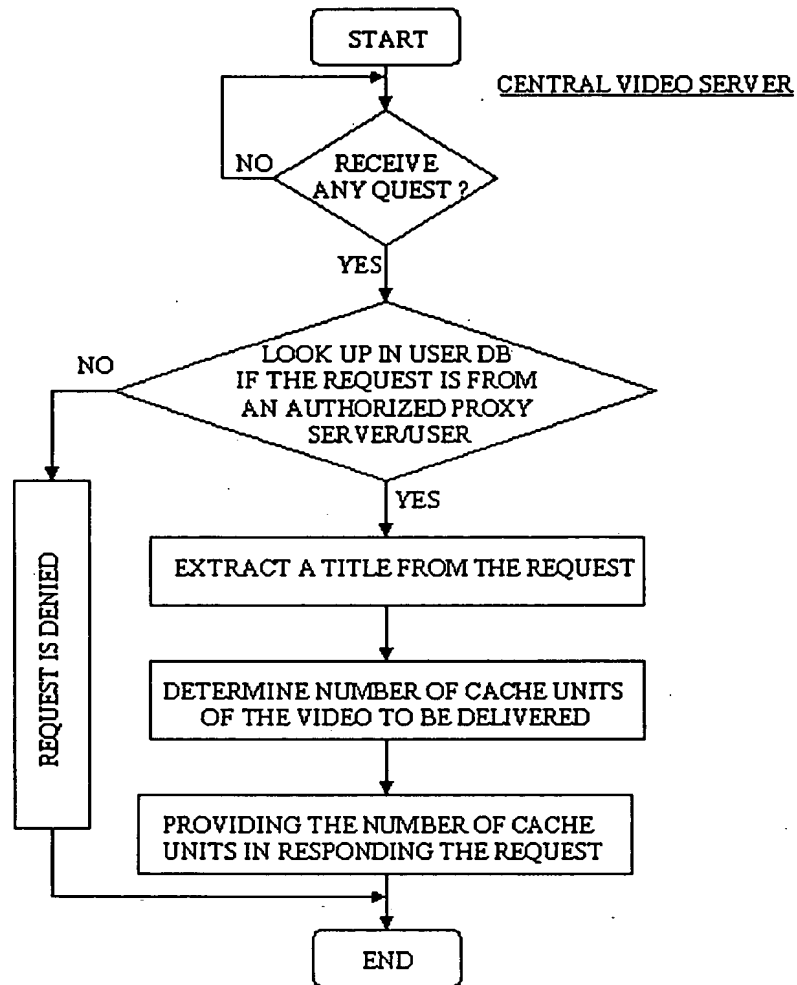 START
CENTRAL VIDEO SERVER
NO
RECEIVE
ANY QUEST ?
YES
NO
LOOK UP IN USER DB
IF THE REQUEST IS FROM
AN AUTHORIZED PROXY
SERVER/USER
YES
REQUEST IS DENIED
EXTRACT A TITLE FROM THE REQUEST
DETERMINE NUMBER OF CACHE UNITS
OF THE VIDEO TO BE DELIVERED
PROVIDING THE NUMBER OF CACHE
UNITS IN RESPONDING THE REQUEST
END